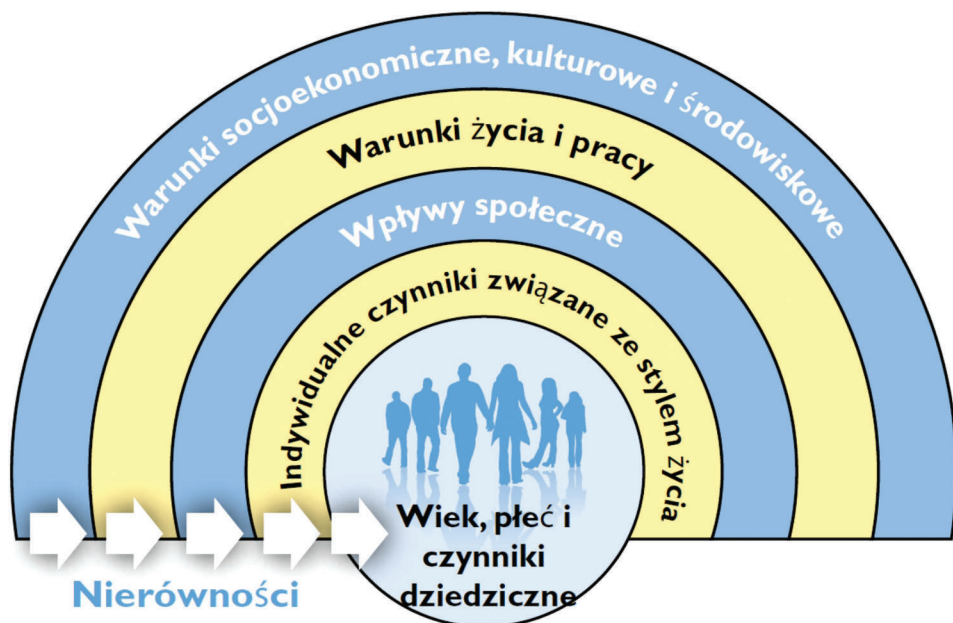 Warunki socjoekonomiczne, kulturowe i środowiskowe
Warunki życia i pracy
Wpływy społeczne
Indywidualne czynniki związane ze stylem życia
Wiek, płeć i
czynniki
dziedziczne
Nierówności